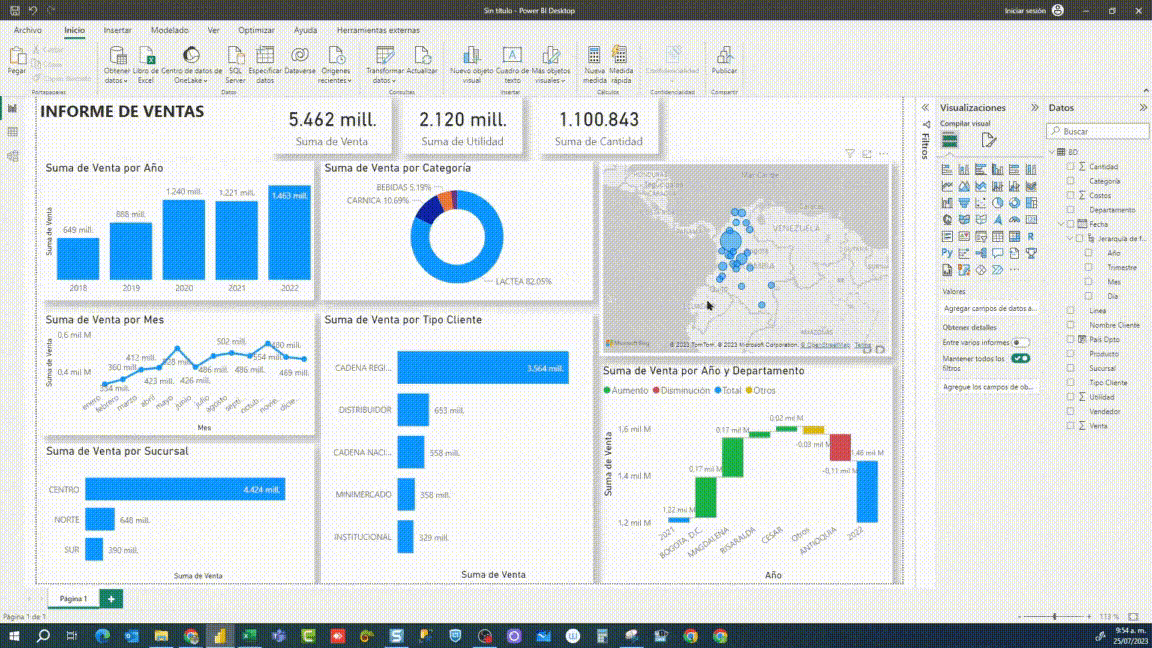 Sin título - Power BI Desktop
Iniciar sesión
Archivo Inicio Insertar Modelado Ver Optimizar Ayuda Herramientas externas
Pegar
Cortar
Copiar
Obtener datos
Libro de Excel
Centro de datos de OneLake
SQL Server
Especificar datos
Dataverse
Orígenes recientes
Transformar datos
Actualizar
Nuevo objeto visual
Cuadro de texto
Más objetos visuales
Nueva medida
Medida rápida
Confidencialidad
Publicar
Portapapeles
Datos
Consultas
Insertar
Cálculos
Confidencialidad
Compartir
INFORME DE VENTAS
5.462 mill.
Suma de Venta
2.120 mill.
Suma de Utilidad
1.100.843
Suma de Cantidad
Suma de Venta por Año
Suma de Venta
649 mill.
888 mill.
1.240 mill.
1.221 mill.
1.463 mill.
2018 2019 2020 2021 2022
Suma de Venta por Categoría
BEBIDAS 5.19%
CARNICA 10.69%
LACTEA 82.05%
Mar Caribe
Caracas
VENEZUELA
Quito
AMAZONAS
Microsoft Bing
© 2023 TomTom, © 2023 Microsoft Corporation, © OpenStreetMap Terms
Suma de Venta por Mes
Suma de Venta
0,6 mil M
0,4 mil M
334 mill.
360 mill.
412 mill.
423 mill.
426 mill.
486 mill.
502 mill.
486 mill.
554 mill.
480 mill.
469 mill.
enero
febrero
marzo
abril
mayo
junio
julio
agosto
septi...
octub...
novie...
dicie...
Mes
Suma de Venta por Sucursal
CENTRO 4.424 mill.
NORTE 648 mill.
SUR 390 mill.
Suma de Venta
Suma de Venta por Tipo Cliente
CADENA REGI... 3.564 mill.
DISTRIBUIDOR 653 mill.
CADENA NACI... 558 mill.
MINIMERCADO 358 mill.
INSTITUCIONAL 329 mill.
Suma de Venta
Suma de Venta por Año y Departamento
Aumento Disminución Total Otros
Suma de Venta
1,6 mil M
1,4 mil M
1,2 mil M
1,22 mil M
0,17 mil M
0,17 mil M
0,02 mil M
-0,03 mil M
-0,11 mil M
1,46 mil M
2021
BOGOTA, D.C.
MAGDALENA
RISARALDA
CESAR
Otros
ANTIOQUIA
2022
Año
Filtros
Visualizaciones
Compilar visual
Valores
Agregar campos de datos a...
Obtener detalles
Entre varios informes
Mantener todos los filtros
Agregue los campos de ob...
Datos
Buscar
BD
Cantidad
Categoría
Costos
Departamento
Fecha
Jerarquía de f...
Año
Trimestre
Mes
Día
Linea
Nombre Cliente
Pais Dpto
Producto
Sucursal
Tipo Cliente
Utilidad
Vendedor
Venta
Página 1
Página 1 de 1
113 %
9:54 a. m.
25/07/2023